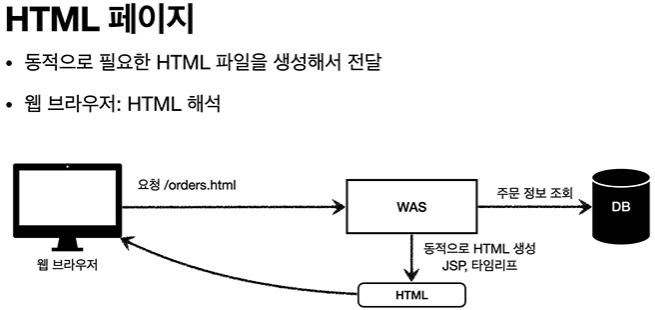 HTML 페이지
• 동적으로 필요한 HTML 파일을 생성해서 전달
• 웹 브라우저: HTML 해석
요청 /orders.html
WAS
주문 정보 조회
DB
웹 브라우저
동적으로 HTML 생성
JSP, 타임리프
HTML